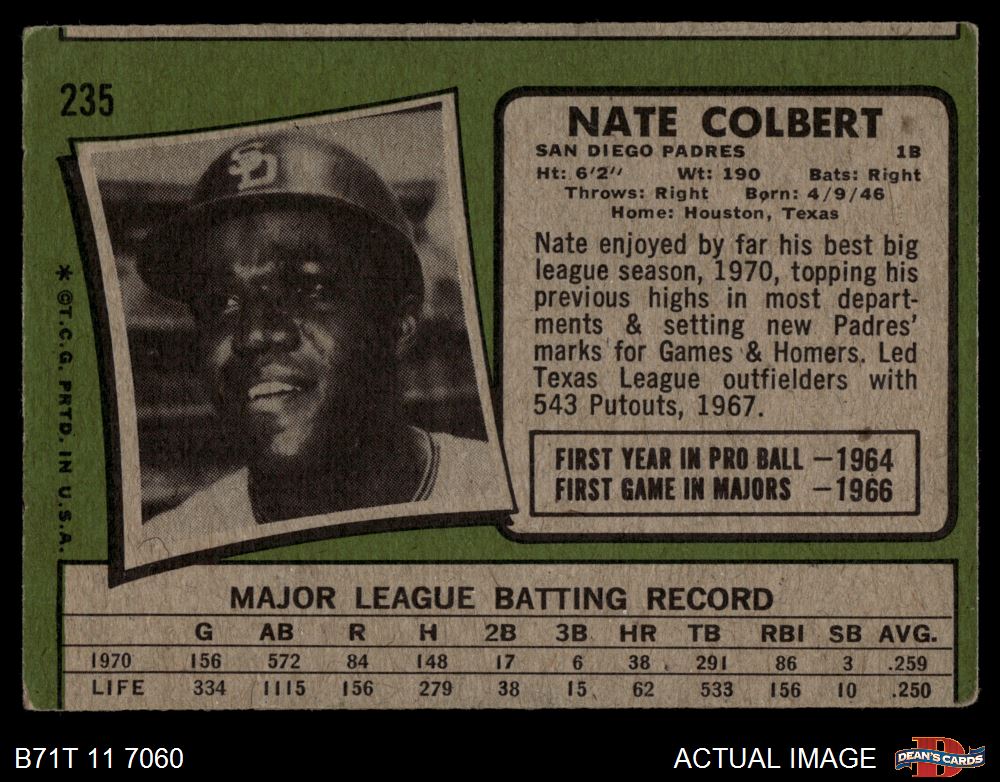 235
SD
NATE COLBERT
SAN DIEGO PADRES 1B
Ht: 6'2" Wt: 190 Bats: Right
Throws: Right Born: 4/9/46
Home: Houston, Texas
Nate enjoyed by far his best big
league season, 1970, topping his
previous highs in most depart-
ments & setting new Padres'
marks for Games & Homers. Led
Texas League outfielders with
543 Putouts, 1967.
FIRST YEAR IN PRO BALL —1964
FIRST GAME IN MAJORS —1966
*©T.C.G. PRTD. IN U.S.A.
MAJOR LEAGUE BATTING RECORD
G AB R H 2B 3B HR TB RBI SB AVG.
1970 156 572 84 148 17 6 38 291 86 3 .259
LIFE 334 1115 156 279 38 15 62 533 156 10 .250
B71T 11 7060
ACTUAL IMAGE
D
DEAN'S CARDS